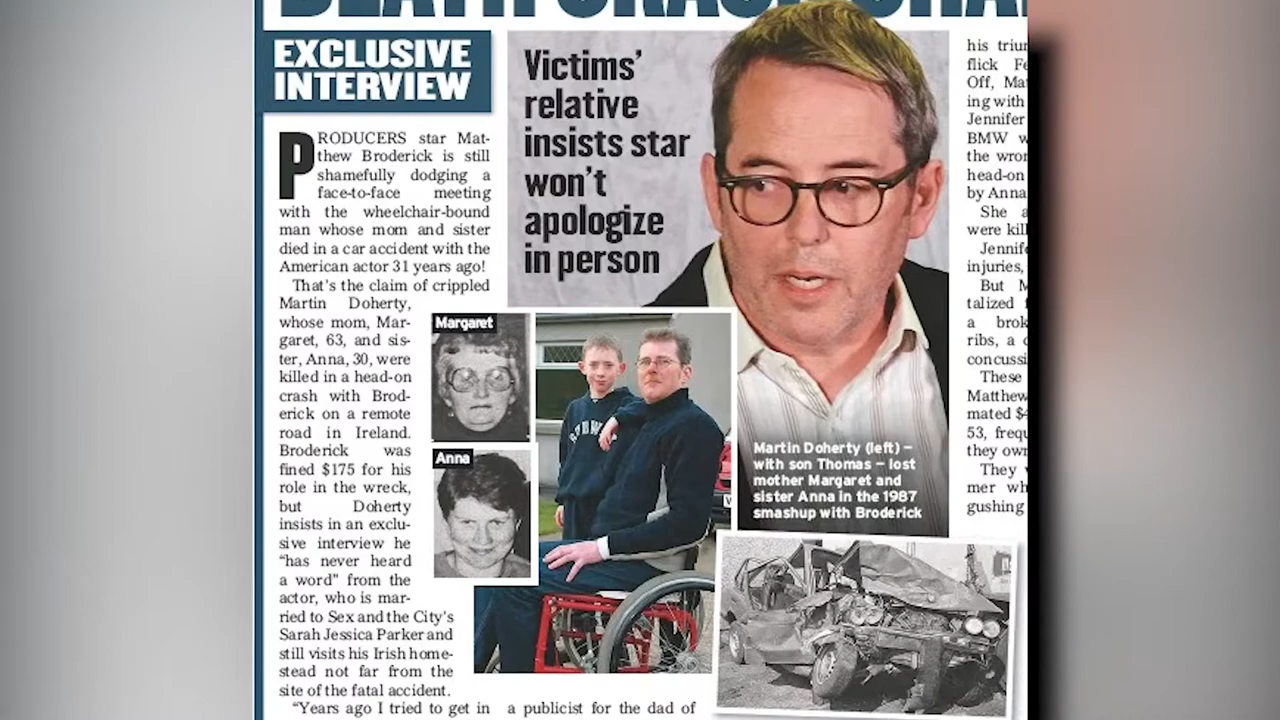 DEATH CRASH
EXCLUSIVE
INTERVIEW
Victims'
relative
insists star
won't
apologize
in person
PRODUCERS star Mat-
thew Broderick is still
shamefully dodging a
face-to-face meeting
with the wheelchair-bound
man whose mom and sister
died in a car accident with the
American actor 31 years ago!
That's the claim of crippled
Martin Doherty,
whose mom, Mar-
garet, 63, and sis-
ter, Anna, 30, were
killed in a head-on
crash with Brod-
erick on a remote
road in Ireland.
Broderick was
fined $175 for his
role in the wreck,
but Doherty
insists in an exclu-
sive interview he
"has never heard
a word" from the
actor, who is mar-
ried to Sex and the City's
Sarah Jessica Parker and
still visits his Irish home-
stead not far from the
site of the fatal accident.
"Years ago I tried to get in
Margaret
Anna
Martin Doherty (left) –
with son Thomas – lost
mother Margaret and
sister Anna in the 1987
smashup with Broderick
a publicist for the dad of
his
flick
Off,
ing with
Jennifer
BMW
the
head-on
by Anna
She
were
injuries,
But
a
ribs, a
These
Matthew
53,
they
They
mer
gushing